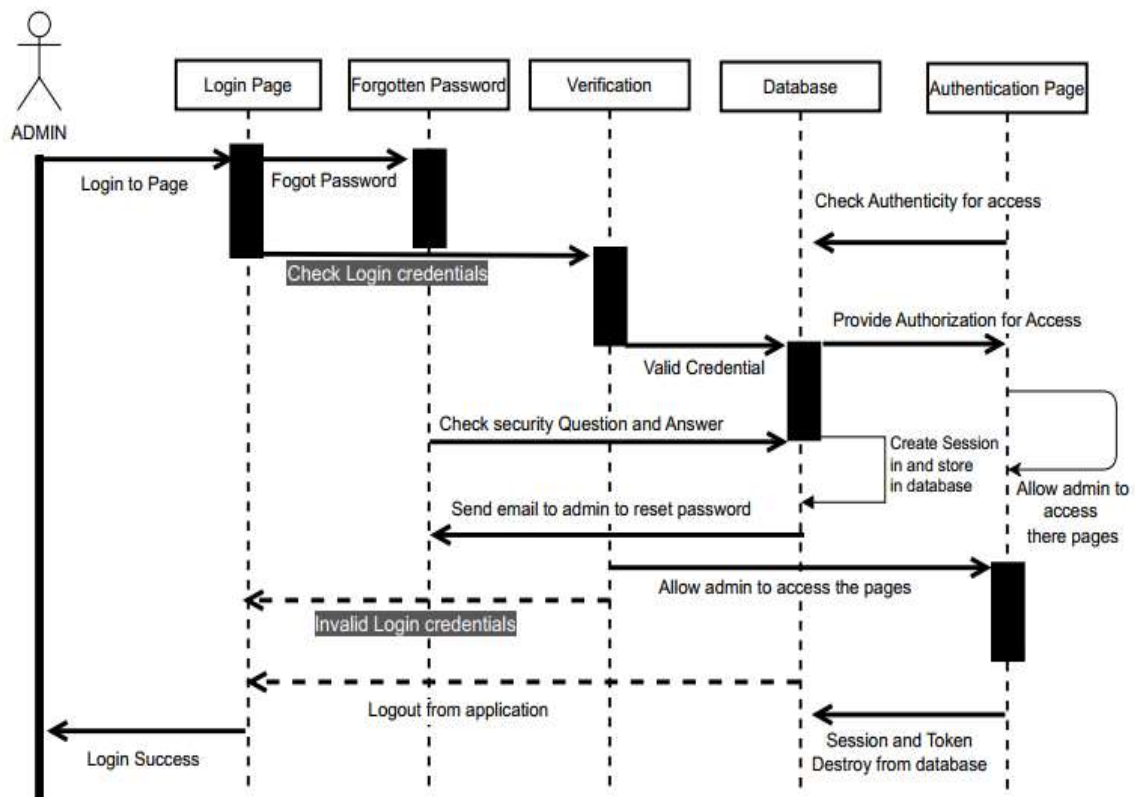 Login Page
Forgotten Password
Verification
Database
Authentication Page
ADMIN
Login to Page
Fogot Password
Check Authenticity for access
Check Login credentials
Provide Authorization for Access
Valid Credential
Check security Question and Answer
Create Session
in and store
in database
Allow admin to
access
there pages
Send email to admin to reset password
Allow admin to access the pages
Invalid Login credentials
Logout from application
Session and Token
Destroy from database
Login Success